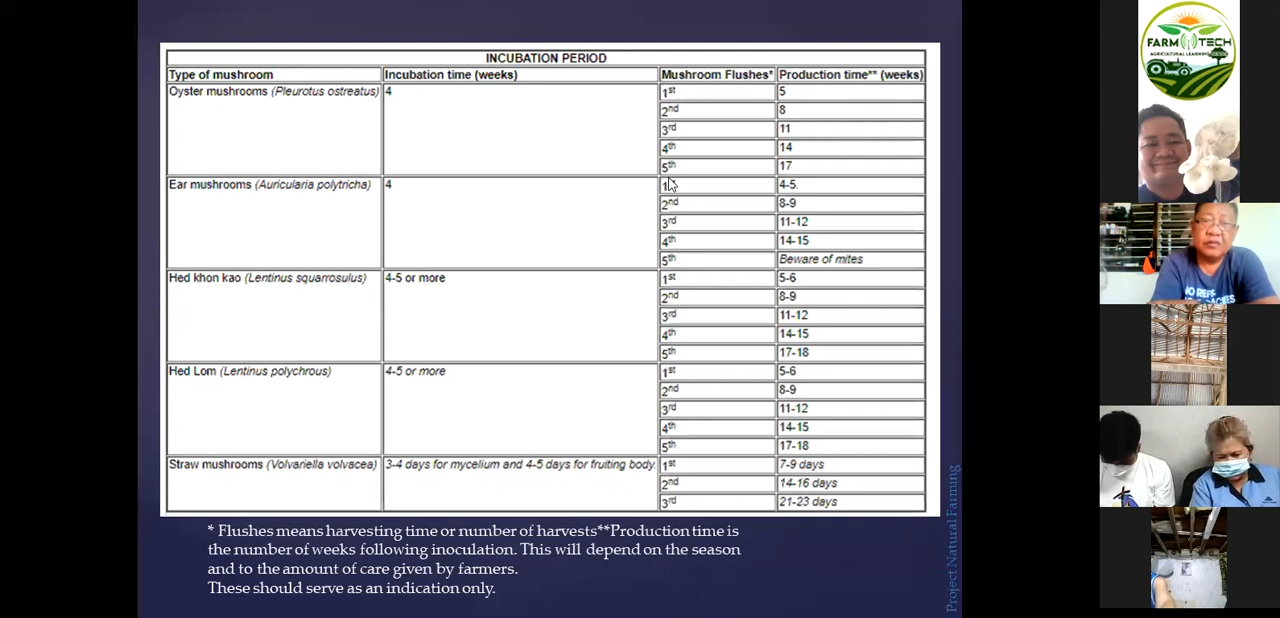 INCUBATION PERIOD
Type of mushroom Incubation time (weeks) Mushroom Flushes* Production time** (weeks)
Oyster mushrooms (Pleurotus ostreatus) 4 1st 5
2nd 8
3rd 11
4th 14
5th 17
Ear mushrooms (Auricularia polytricha) 4 4-5.
2nd 8-9
3rd 11-12
4th 14-15
5th Beware of mites
Hed khon kao (Lentinus squarrosulus) 4-5 or more 1st 5-6
2nd 8-9
3rd 11-12
4th 14-15
5th 17-18
Hed Lom (Lentinus polychrous) 4-5 or more 1st 5-6
2nd 8-9
3rd 11-12
4th 14-15
5th 17-18
Straw mushrooms (Volvariella volvacea) 3-4 days for mycelium and 4-5 days for fruiting body. 1st 7-9 days
2nd 14-16 days
3rd 21-23 days
* Flushes means harvesting time or number of harvests**Production time is
the number of weeks following inoculation. This will depend on the season
and to the amount of care given by farmers.
These should serve as an indication only.
Project Natural Farming
FARM TECH
AGRICULTURAL LEARNING
NO REFE